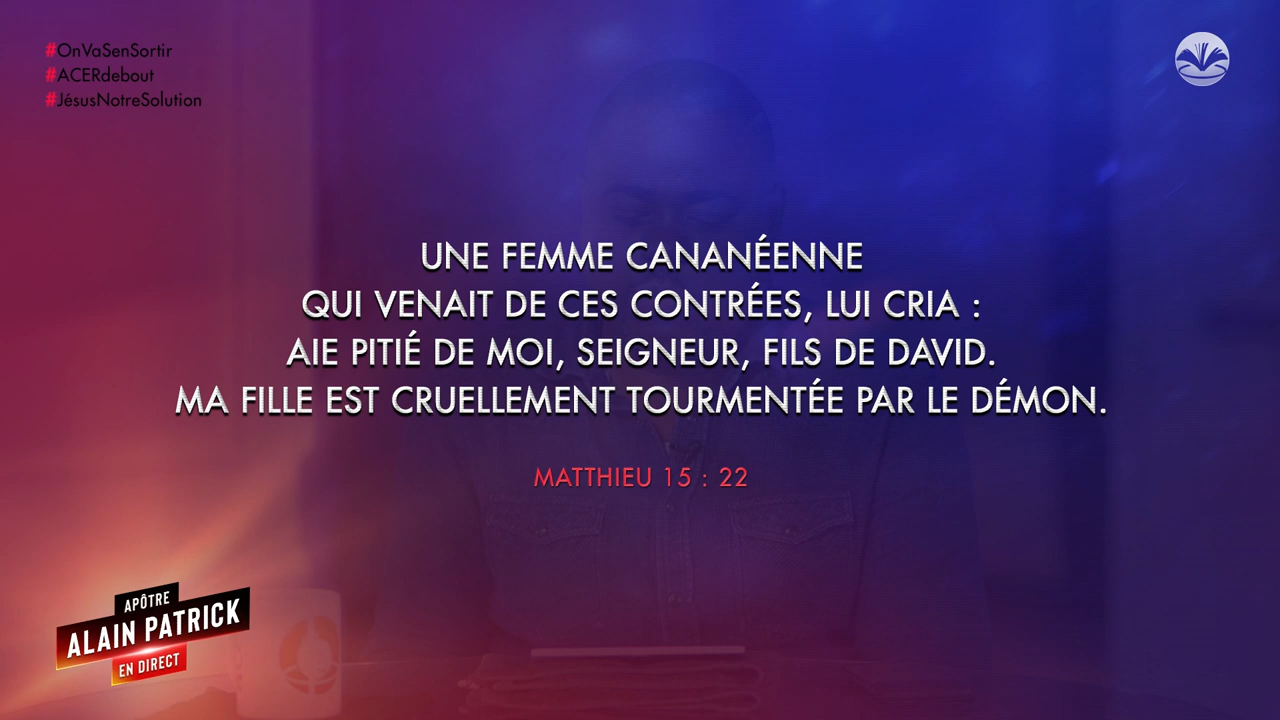 #OnVaSenSortir
#ACERdebout
#JésusNotreSolution
UNE FEMME CANANÉENNE
QUI VENAIT DE CES CONTRÉES, LUI CRIA :
AIE PITIÉ DE MOI, SEIGNEUR, FILS DE DAVID.
MA FILLE EST CRUELLEMENT TOURMENTÉE PAR LE DÉMON.
MATTHIEU 15 : 22
APÔTRE
ALAIN PATRICK
EN DIRECT